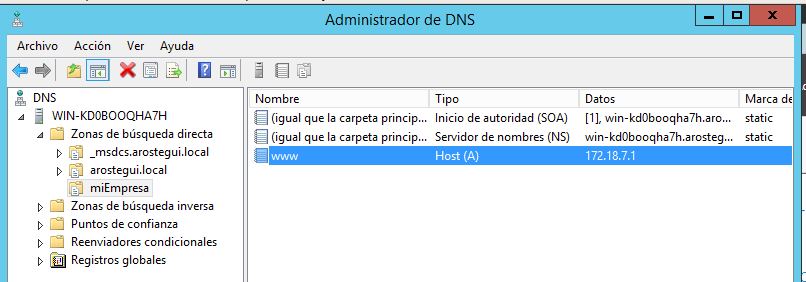 Administrador de DNS
Archivo Acción Ver Ayuda
DNS
WIN-KD0BOOQHA7H
Zonas de búsqueda directa
_msdcs.arostegui.local
arostegui.local
miEmpresa
Zonas de búsqueda inversa
Puntos de confianza
Reenviadores condicionales
Registros globales
Nombre Tipo Datos Marca de
(igual que la carpeta princip... Inicio de autoridad (SOA) [1], win-kd0booqha7h.aro... static
(igual que la carpeta princip... Servidor de nombres (NS) win-kd0booqha7h.arosteg... static
www Host (A) 172.18.7.1